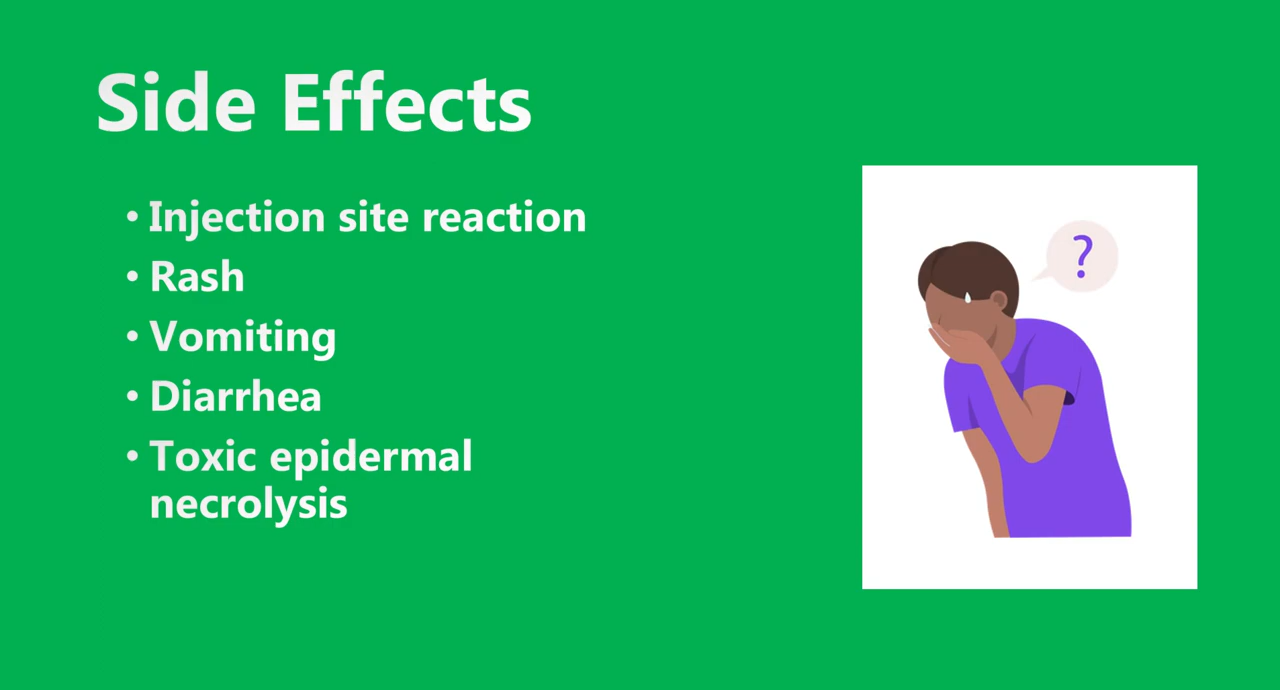 Side Effects
• Injection site reaction
• Rash
• Vomiting
• Diarrhea
• Toxic epidermal
necrolysis
?